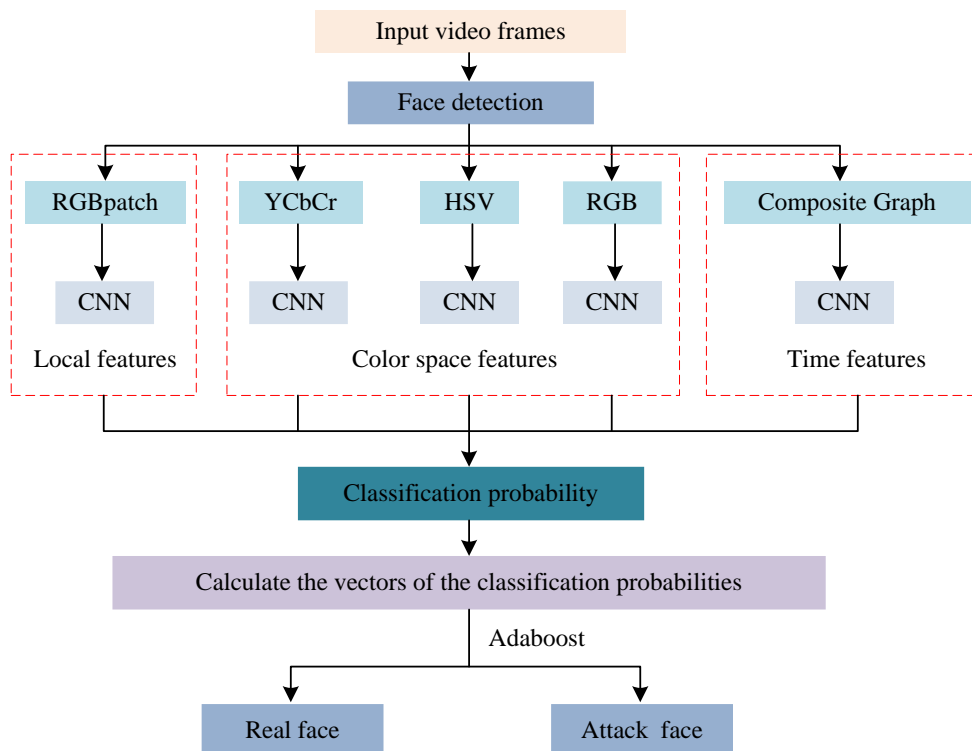 Input video frames
Face detection
RGBpatch
YCbCr
HSV
RGB
Composite Graph
CNN
CNN
CNN
CNN
CNN
Local features
Color space features
Time features
Classification probability
Calculate the vectors of the classification probabilities
Adaboost
Real face
Attack face